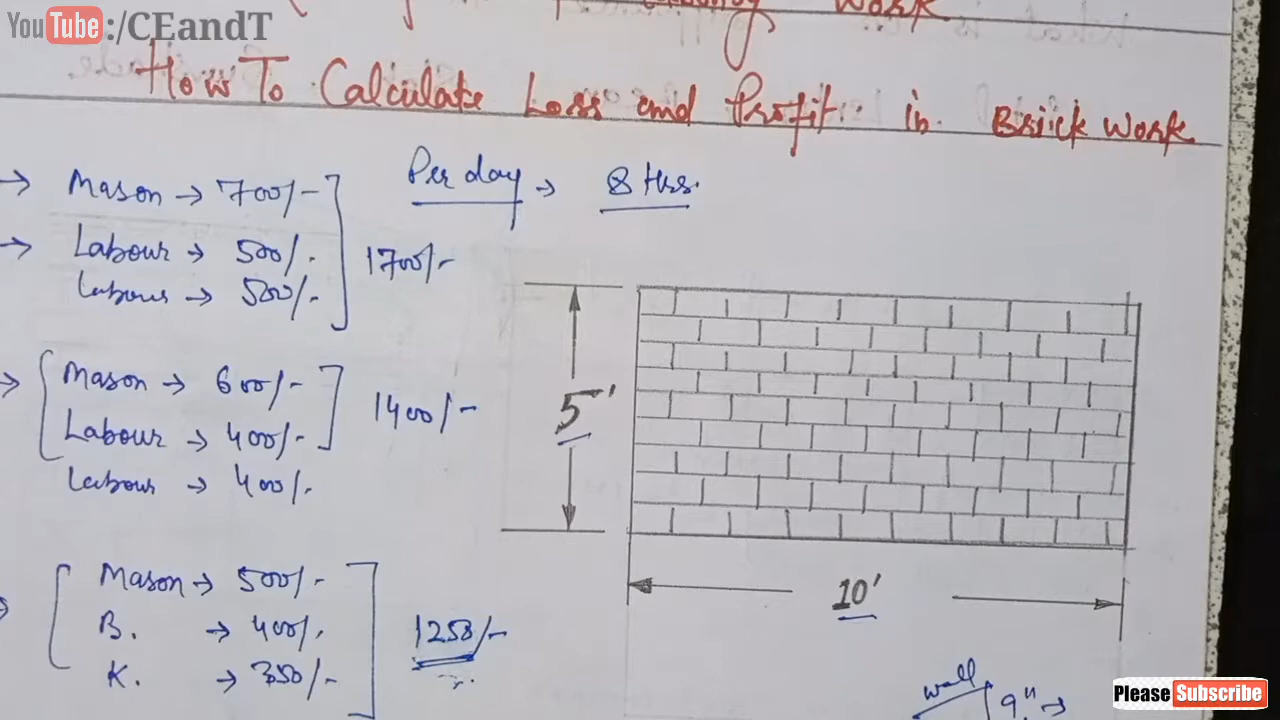 YouTube:/CEandT
work
How To Calculate Loss and Profit in Brick Work
→ Mason → 700/-
Per day → 8 Hrs.
→ Labour → 500/.
1700/-
Labour → 500/.
→ Mason → 600/-
1400/-
Labour → 400/-
Labour → 400/.
5'
10'
Mason → 500/-
B. → 400/.
1250/-
K. → 350/-
wall 9" →
Please Subscribe